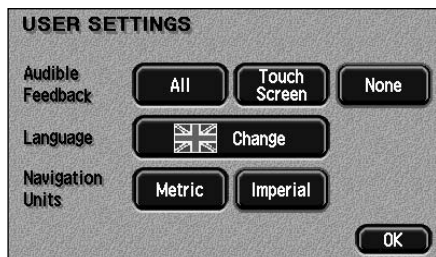 USER SETTINGS
Audible
Feedback
All
Touch
Screen
None
Language
Change
Navigation
Units
Metric
Imperial
OK